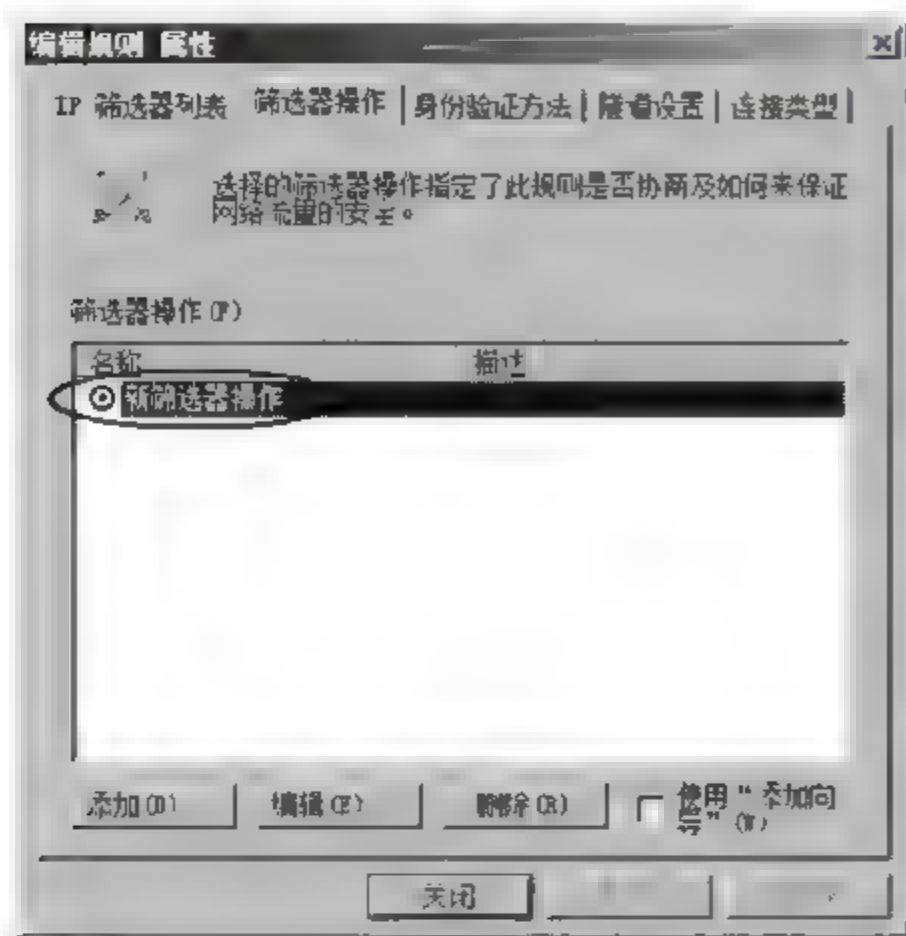 编辑规则 属性
IP 筛选器列表 筛选器操作 身份验证方法 隧道设置 连接类型
选择的筛选器操作指定了此规则是否协商及如何来保证
网络流量的安全。
筛选器操作(F)
名称 描述
新筛选器操作
添加(D) 编辑(E) 删除(R) 使用“添加向
导”(W)
关闭